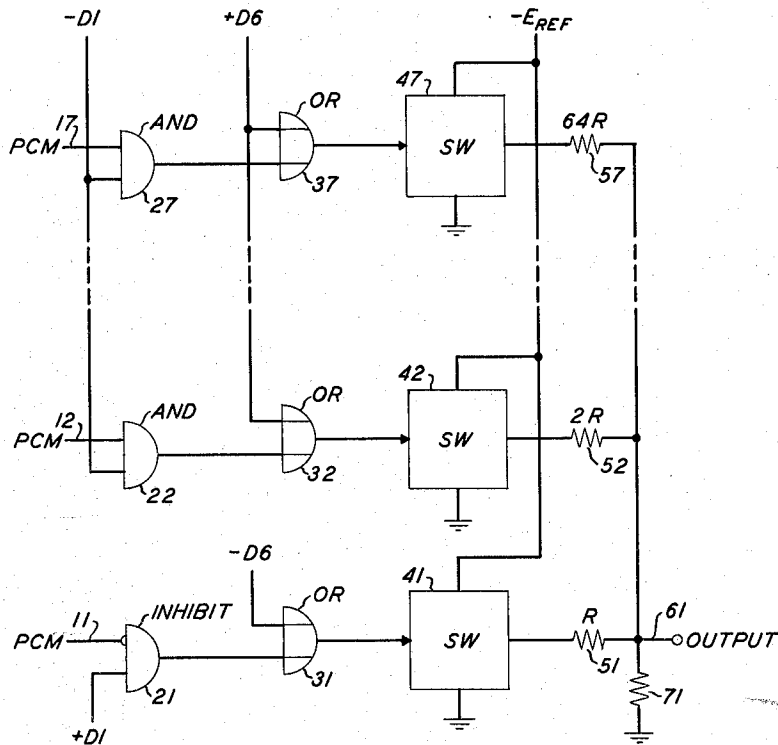 -D1 +D6 -E_REF
OR 47
17 AND SW 64R
PCM
27 37 57
OR 42
12 AND SW 2R
PCM
22 32 52
-D6
OR 41
11 INHIBIT SW R 61
PCM OUTPUT
21 31 51 71
+D1